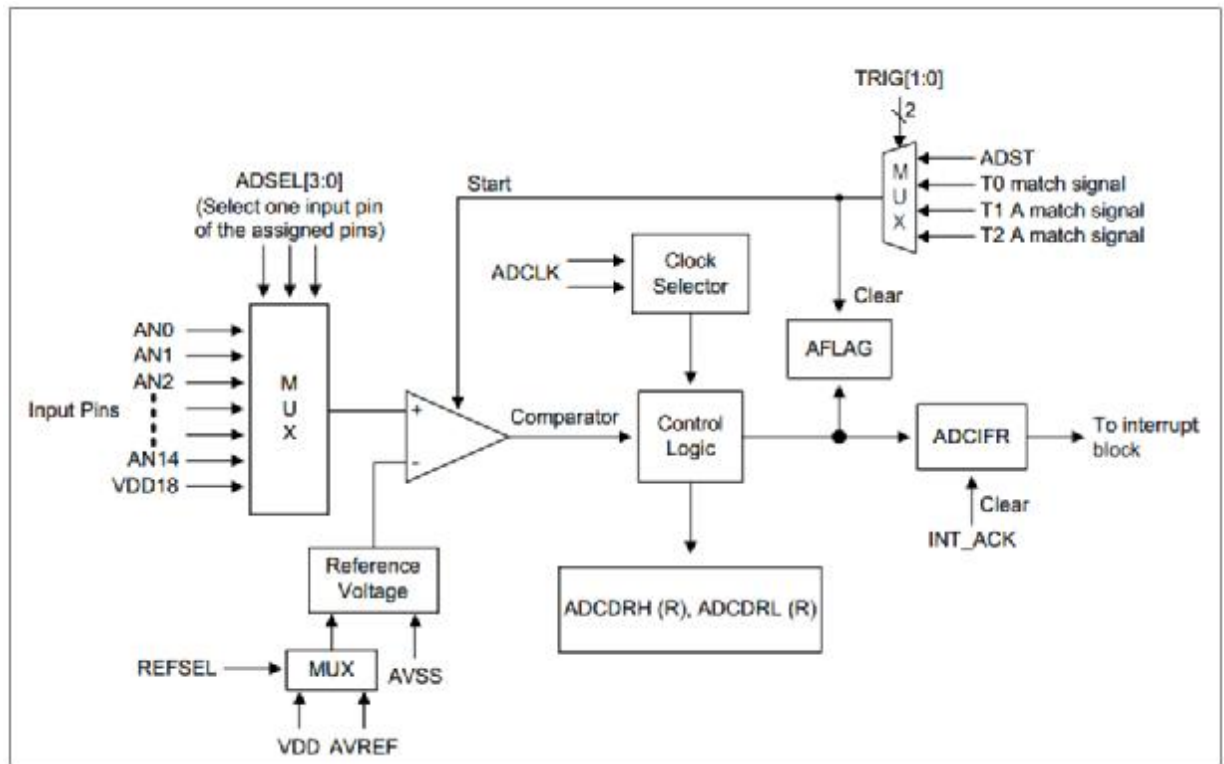 TRIG[1:0]
2
ADST
T0 match signal
T1 A match signal
T2 A match signal
M
U
X
ADSEL[3:0]
(Select one input pin
of the assigned pins)
Start
ADCLK
Clock
Selector
Clear
AFLAG
AN0
AN1
AN2
Input Pins
AN14
VDD18
M
U
X
+
-
Comparator
Control
Logic
ADCIFR
To interrupt
block
Clear
INT_ACK
Reference
Voltage
ADCDRH (R), ADCDRL (R)
REFSEL
MUX
AVSS
VDD
AVREF